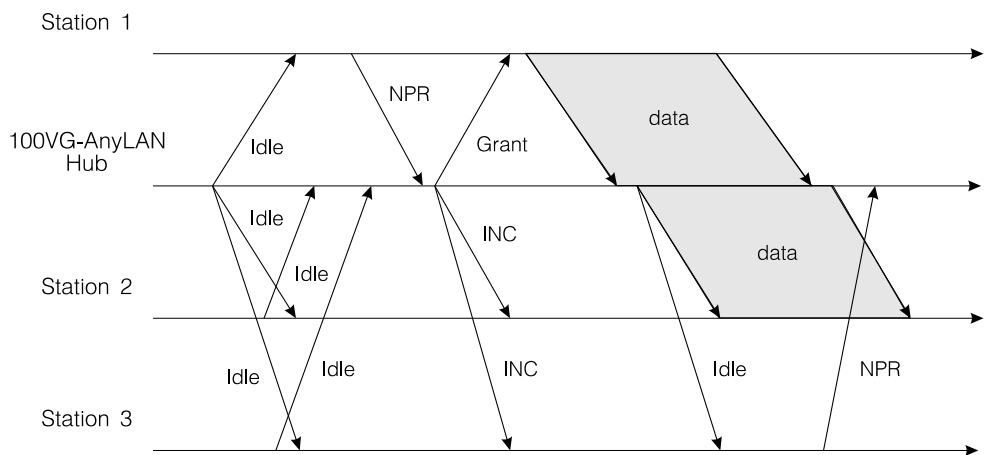 Station 1
NPR
data
100VG-AnyLAN
Hub
Idle
Grant
Idle
INC
data
Idle
Station 2
Idle
Idle
INC
Idle
NPR
Station 3